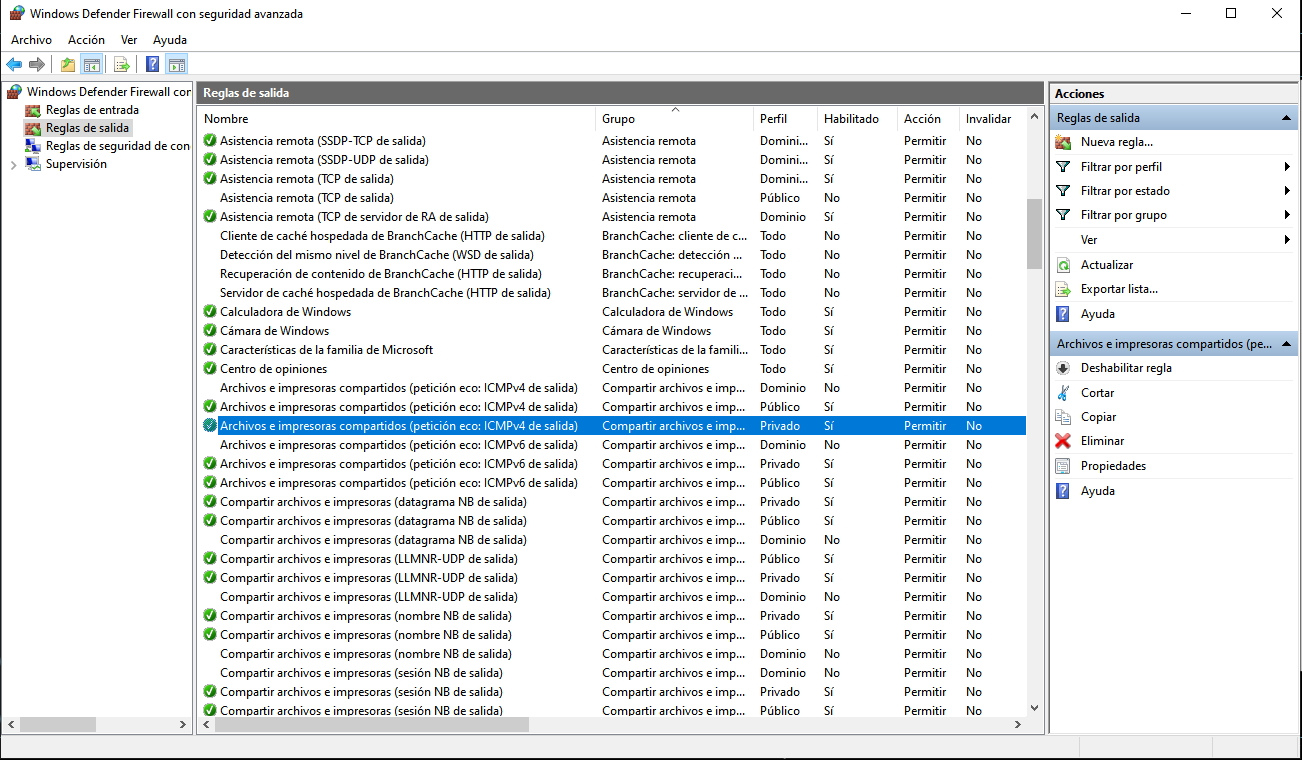 Windows Defender Firewall con seguridad avanzada
Archivo Acción Ver Ayuda
Windows Defender Firewall con
Reglas de entrada
Reglas de salida
Reglas de seguridad de con
Supervisión
Reglas de salida
Nombre Grupo Perfil Habilitado Acción Invalidar
Asistencia remota (SSDP-TCP de salida) Asistencia remota Domini... Sí Permitir No
Asistencia remota (SSDP-UDP de salida) Asistencia remota Domini... Sí Permitir No
Asistencia remota (TCP de salida) Asistencia remota Domini... Sí Permitir No
Asistencia remota (TCP de salida) Asistencia remota Público No Permitir No
Asistencia remota (TCP de servidor de RA de salida) Asistencia remota Dominio Sí Permitir No
Cliente de caché hospedada de BranchCache (HTTP de salida) BranchCache: cliente de c... Todo No Permitir No
Detección del mismo nivel de BranchCache (WSD de salida) BranchCache: detección ... Todo No Permitir No
Recuperación de contenido de BranchCache (HTTP de salida) BranchCache: recuperaci... Todo No Permitir No
Servidor de caché hospedada de BranchCache (HTTP de salida) BranchCache: servidor de ... Todo No Permitir No
Calculadora de Windows Calculadora de Windows Todo Sí Permitir No
Cámara de Windows Cámara de Windows Todo Sí Permitir No
Características de la familia de Microsoft Características de la famili... Todo Sí Permitir No
Centro de opiniones Centro de opiniones Todo Sí Permitir No
Archivos e impresoras compartidos (petición eco: ICMPv4 de salida) Compartir archivos e imp... Dominio No Permitir No
Archivos e impresoras compartidos (petición eco: ICMPv4 de salida) Compartir archivos e imp... Público Sí Permitir No
Archivos e impresoras compartidos (petición eco: ICMPv4 de salida) Compartir archivos e imp... Privado Sí Permitir No
Archivos e impresoras compartidos (petición eco: ICMPv6 de salida) Compartir archivos e imp... Dominio No Permitir No
Archivos e impresoras compartidos (petición eco: ICMPv6 de salida) Compartir archivos e imp... Privado Sí Permitir No
Archivos e impresoras compartidos (petición eco: ICMPv6 de salida) Compartir archivos e imp... Público Sí Permitir No
Compartir archivos e impresoras (datagrama NB de salida) Compartir archivos e imp... Privado Sí Permitir No
Compartir archivos e impresoras (datagrama NB de salida) Compartir archivos e imp... Público Sí Permitir No
Compartir archivos e impresoras (datagrama NB de salida) Compartir archivos e imp... Dominio No Permitir No
Compartir archivos e impresoras (LLMNR-UDP de salida) Compartir archivos e imp... Público Sí Permitir No
Compartir archivos e impresoras (LLMNR-UDP de salida) Compartir archivos e imp... Privado Sí Permitir No
Compartir archivos e impresoras (LLMNR-UDP de salida) Compartir archivos e imp... Dominio No Permitir No
Compartir archivos e impresoras (nombre NB de salida) Compartir archivos e imp... Privado Sí Permitir No
Compartir archivos e impresoras (nombre NB de salida) Compartir archivos e imp... Público Sí Permitir No
Compartir archivos e impresoras (nombre NB de salida) Compartir archivos e imp... Dominio No Permitir No
Compartir archivos e impresoras (sesión NB de salida) Compartir archivos e imp... Dominio No Permitir No
Compartir archivos e impresoras (sesión NB de salida) Compartir archivos e imp... Privado Sí Permitir No
Compartir archivos e impresoras (sesión NB de salida) Compartir archivos e imp... Público Sí Permitir No
Acciones
Reglas de salida
Nueva regla...
Filtrar por perfil
Filtrar por estado
Filtrar por grupo
Ver
Actualizar
Exportar lista...
Ayuda
Archivos e impresoras compartidos (pe...
Deshabilitar regla
Cortar
Copiar
Eliminar
Propiedades
Ayuda